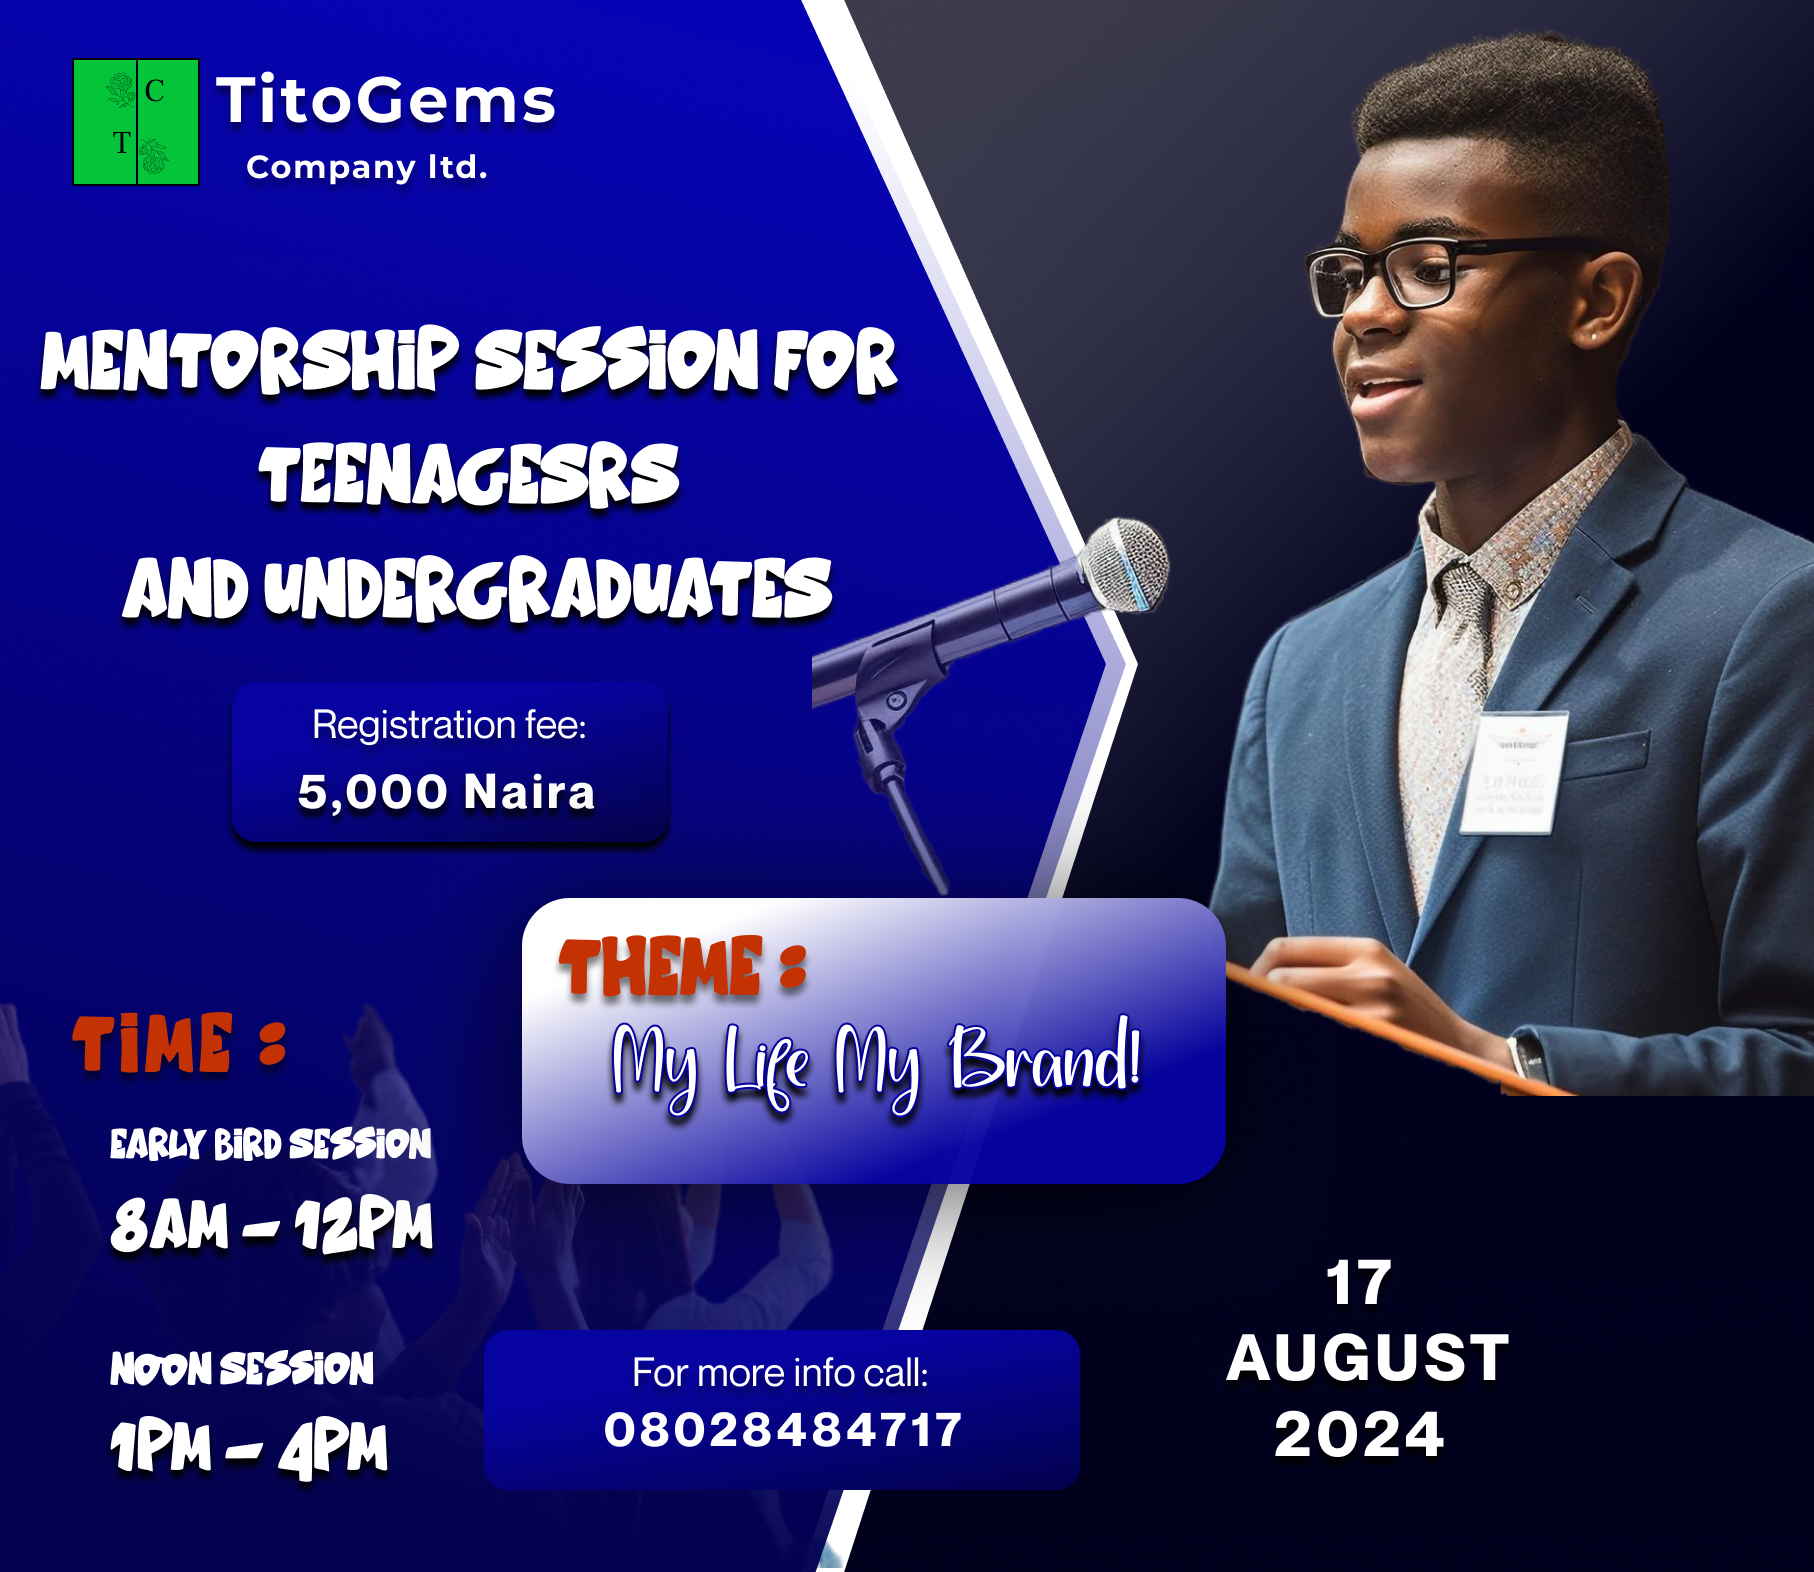 C
T
TitoGems
Company ltd.
MENTORSHiP SESSiON FOR
TEENAGESRS
AND UNDERGRADUATES
Registration fee:
5,000 Naira
THEME :
My Life My Brand!
TiME :
EARLY BiRD SESSiON
8AM - 12PM
NOON SESSiON
1PM - 4PM
For more info call:
08028484717
17
AUGUST
2024